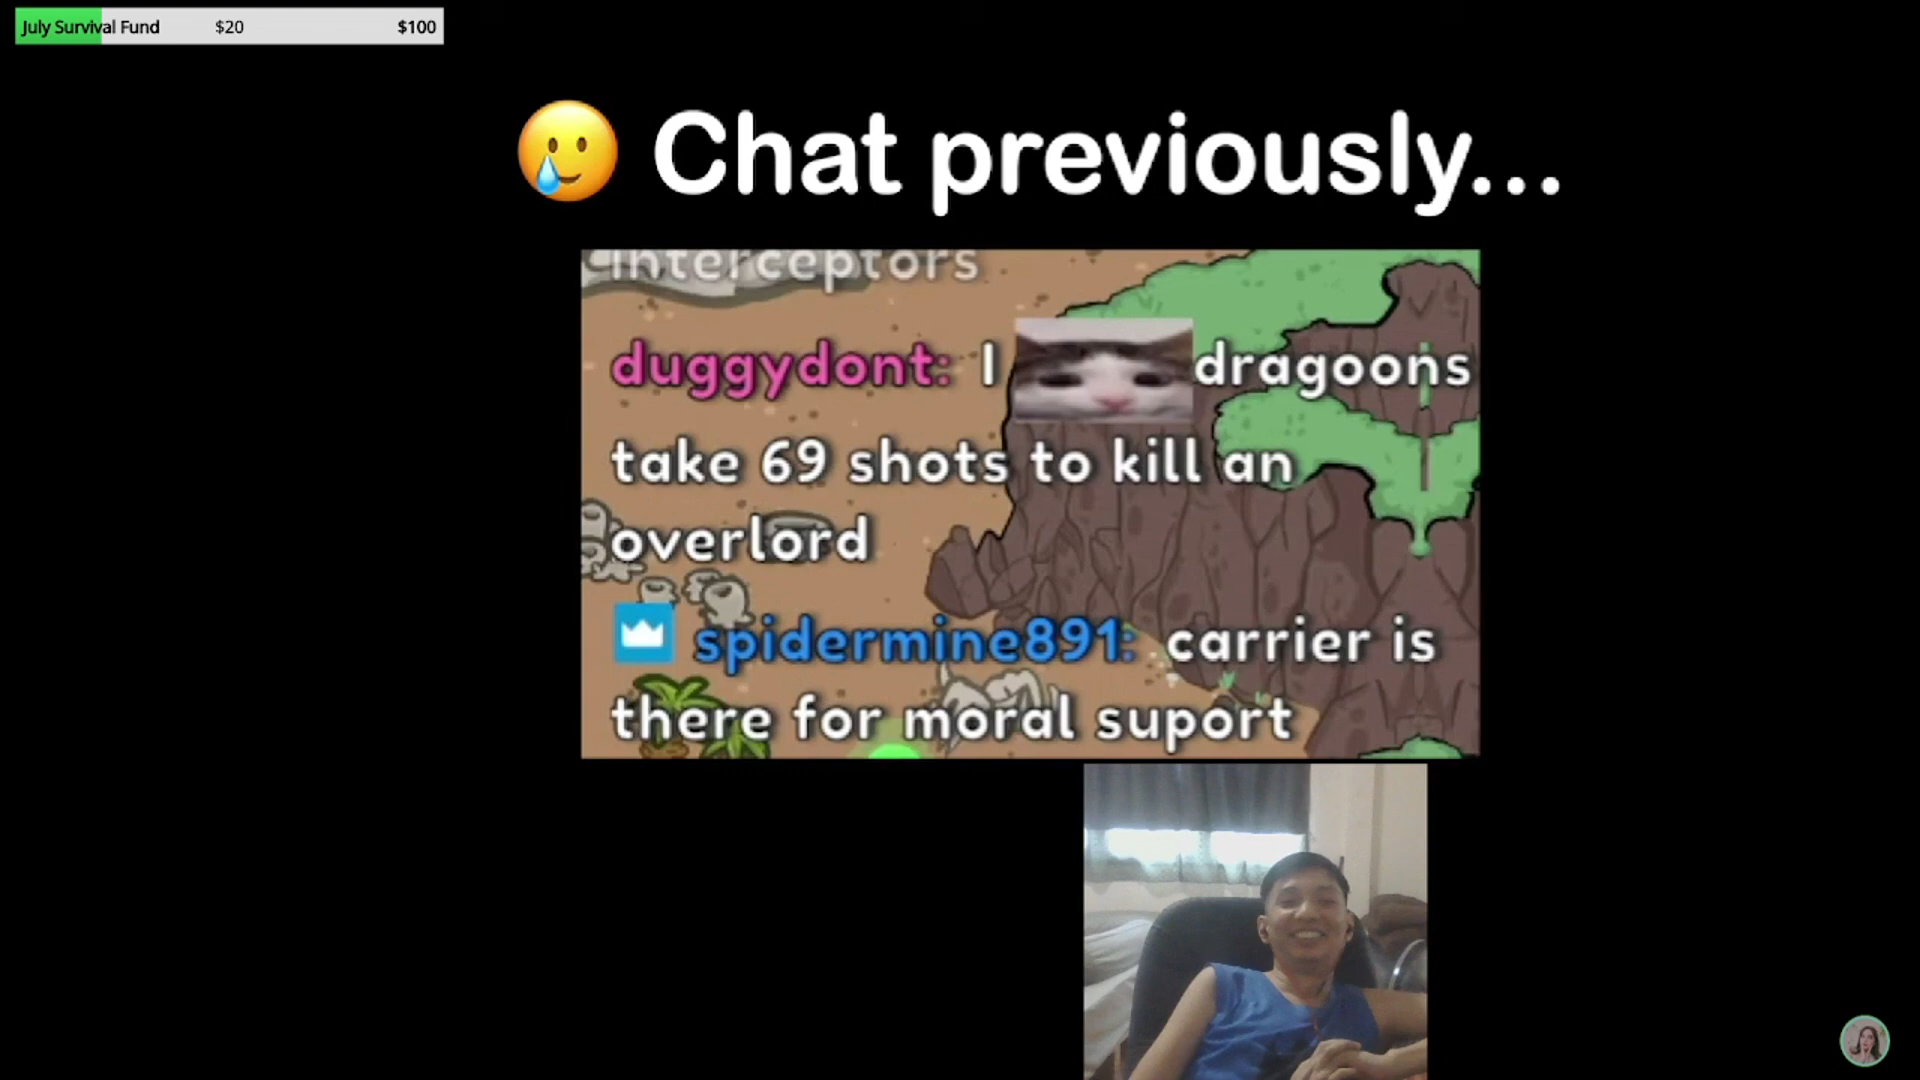 July Survival Fund $20 $100
🥲 Chat previously...
Interceptors
duggydont: I dragoons
take 69 shots to kill an
overlord
spidermine891: carrier is
there for moral suport